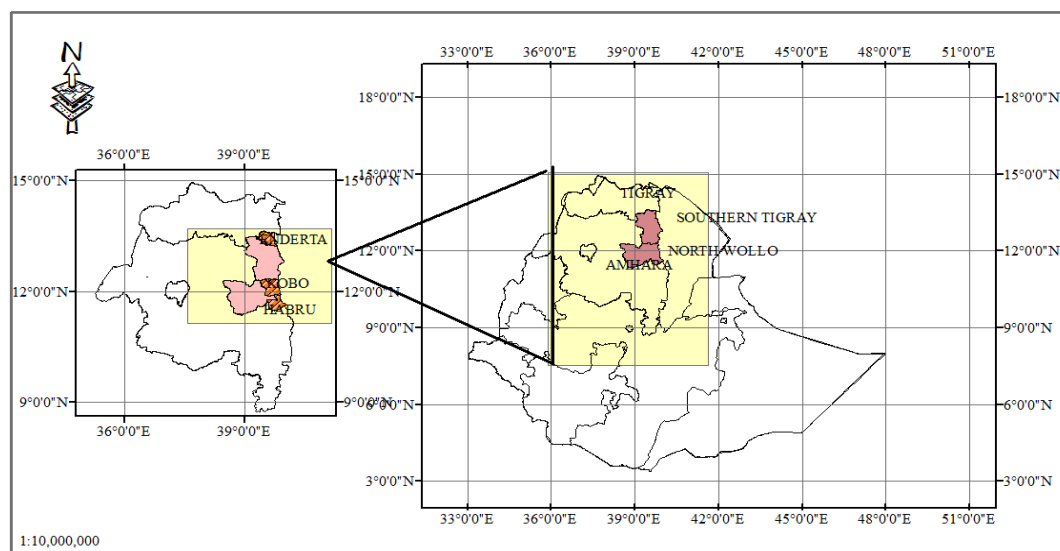 N
36°0'0"E 39°0'0"E
15°0'0"N 15°0'0"N
ENDERTA
KOBO
12°0'0"N 12°0'0"N
HABRU
9°0'0"N 9°0'0"N
36°0'0"E 39°0'0"E
33°0'0"E 36°0'0"E 39°0'0"E 42°0'0"E 45°0'0"E 48°0'0"E 51°0'0"E
18°0'0"N 18°0'0"N
15°0'0"N 15°0'0"N
TIGRAY
SOUTHERN TIGRAY
12°0'0"N NORTH WOLLO 12°0'0"N
AMHARA
9°0'0"N 9°0'0"N
6°0'0"N 6°0'0"N
3°0'0"N 3°0'0"N
33°0'0"E 36°0'0"E 39°0'0"E 42°0'0"E 45°0'0"E 48°0'0"E 51°0'0"E
1:10,000,000